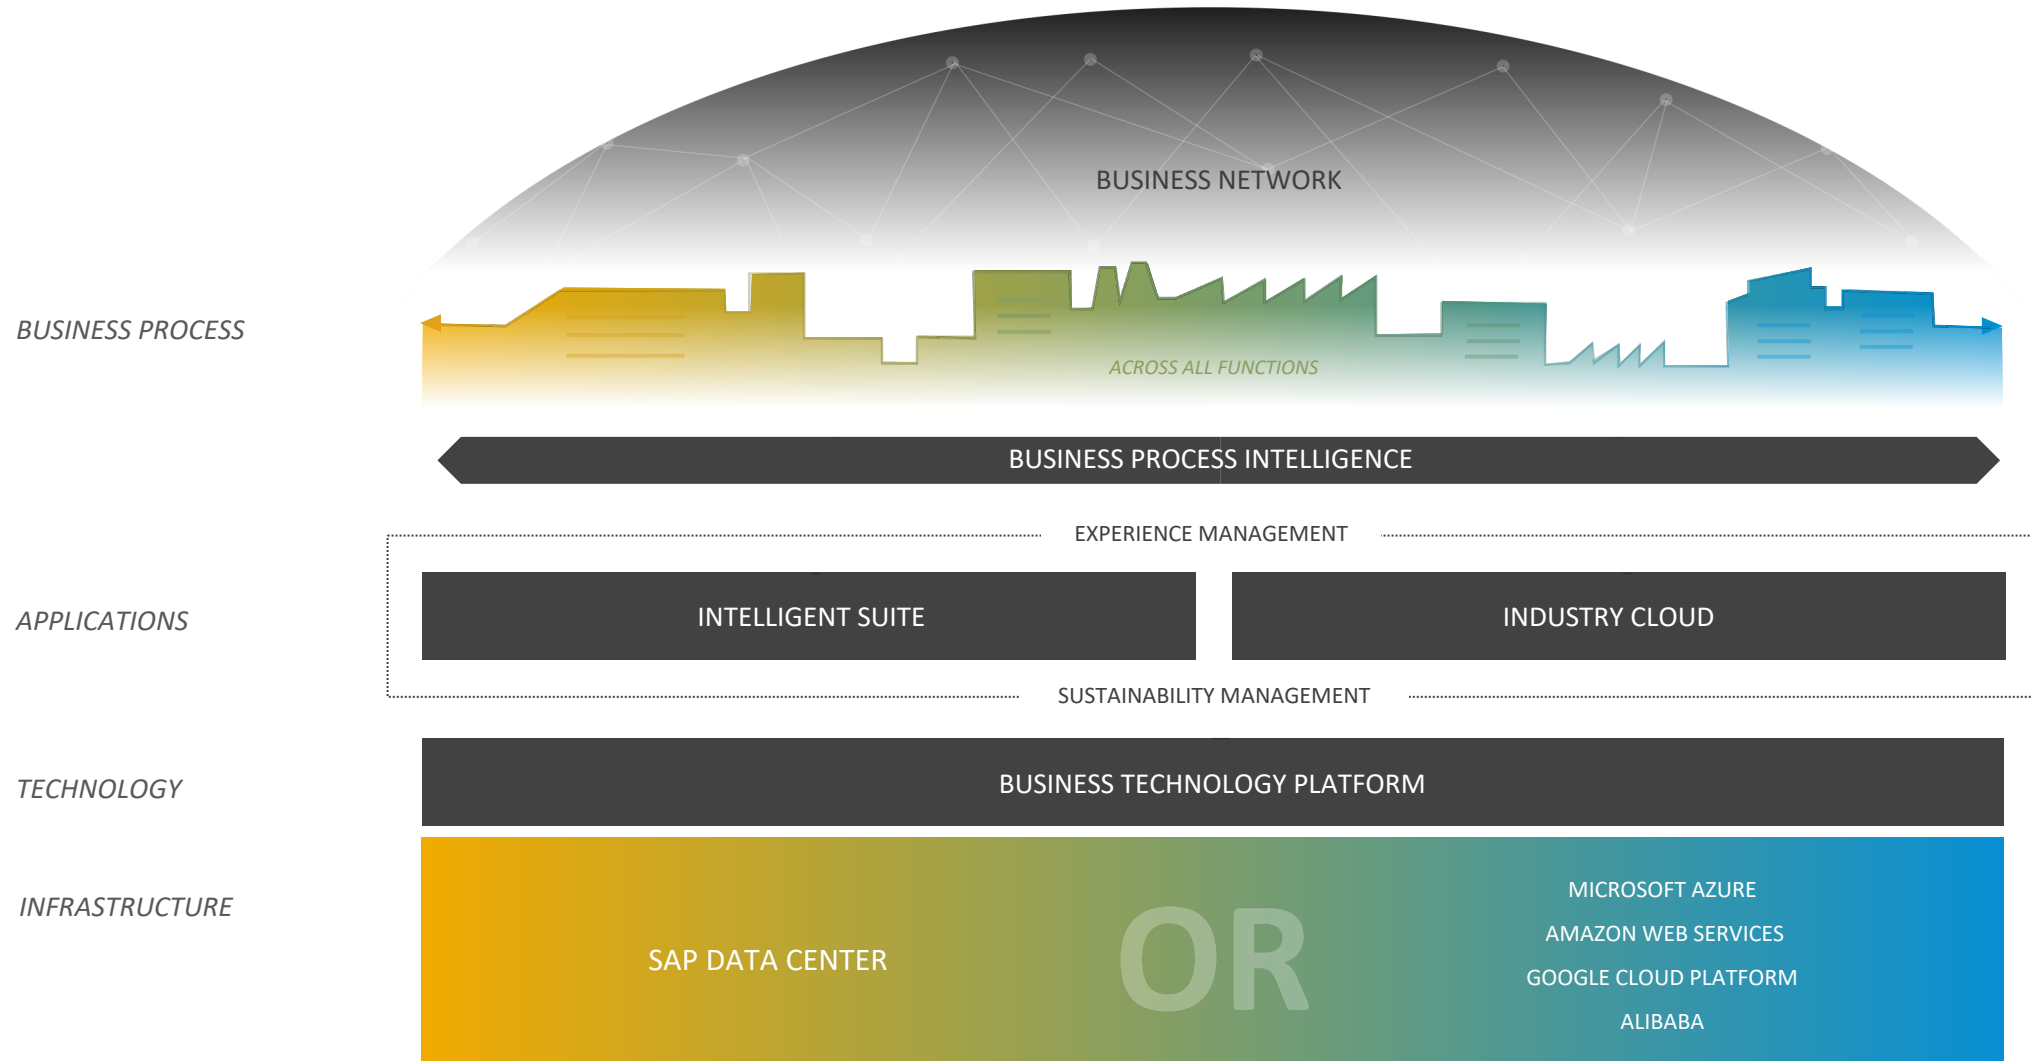 BUSINESS NETWORK
BUSINESS PROCESS
ACROSS ALL FUNCTIONS
BUSINESS PROCESS INTELLIGENCE
EXPERIENCE MANAGEMENT
APPLICATIONS
INTELLIGENT SUITE
INDUSTRY CLOUD
SUSTAINABILITY MANAGEMENT
TECHNOLOGY
BUSINESS TECHNOLOGY PLATFORM
INFRASTRUCTURE
SAP DATA CENTER
OR
MICROSOFT AZURE
AMAZON WEB SERVICES
GOOGLE CLOUD PLATFORM
ALIBABA